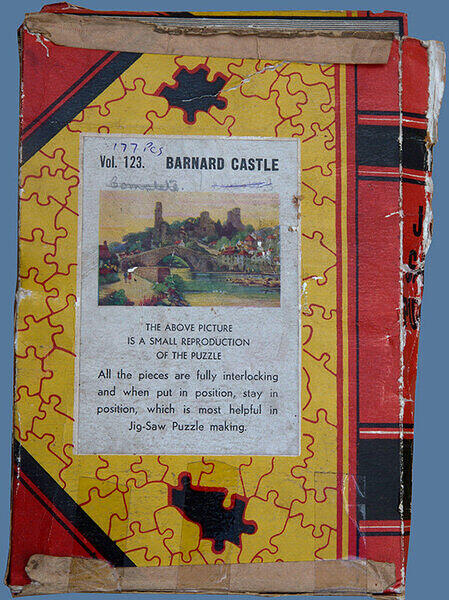 177 Pcs
Vol. 123. BARNARD CASTLE
Complete.
THE ABOVE PICTURE
IS A SMALL REPRODUCTION
OF THE PUZZLE
All the pieces are fully interlocking
and when put in position, stay in
position, which is most helpful in
Jig-Saw Puzzle making.